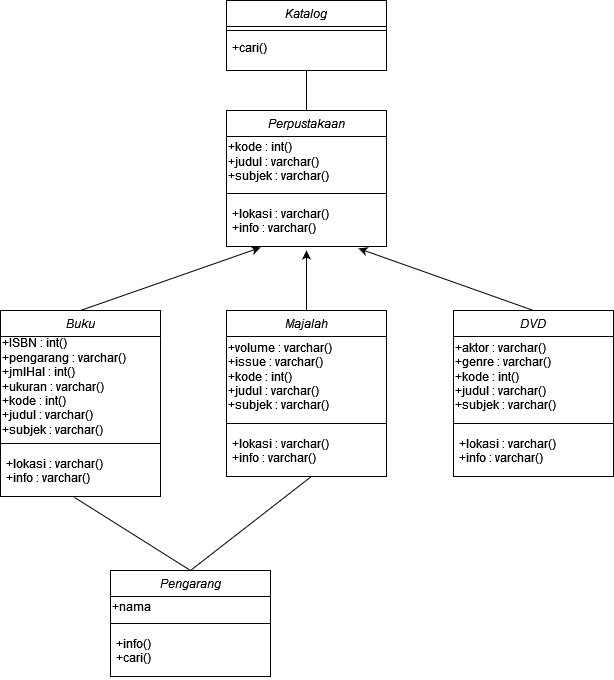 Katalog
+cari()
Perpustakaan
+kode : int()
+judul : varchar()
+subjek : varchar()
+lokasi : varchar()
+info : varchar()
Buku
+ISBN : int()
+pengarang : varchar()
+jmlHal : int()
+ukuran : varchar()
+kode : int()
+judul : varchar()
+subjek : varchar()
+lokasi : varchar()
+info : varchar()
Majalah
+volume : varchar()
+issue : varchar()
+kode : int()
+judul : varchar()
+subjek : varchar()
+lokasi : varchar()
+info : varchar()
DVD
+aktor : varchar()
+genre : varchar()
+kode : int()
+judul : varchar()
+subjek : varchar()
+lokasi : varchar()
+info : varchar()
Pengarang
+nama
+info()
+cari()